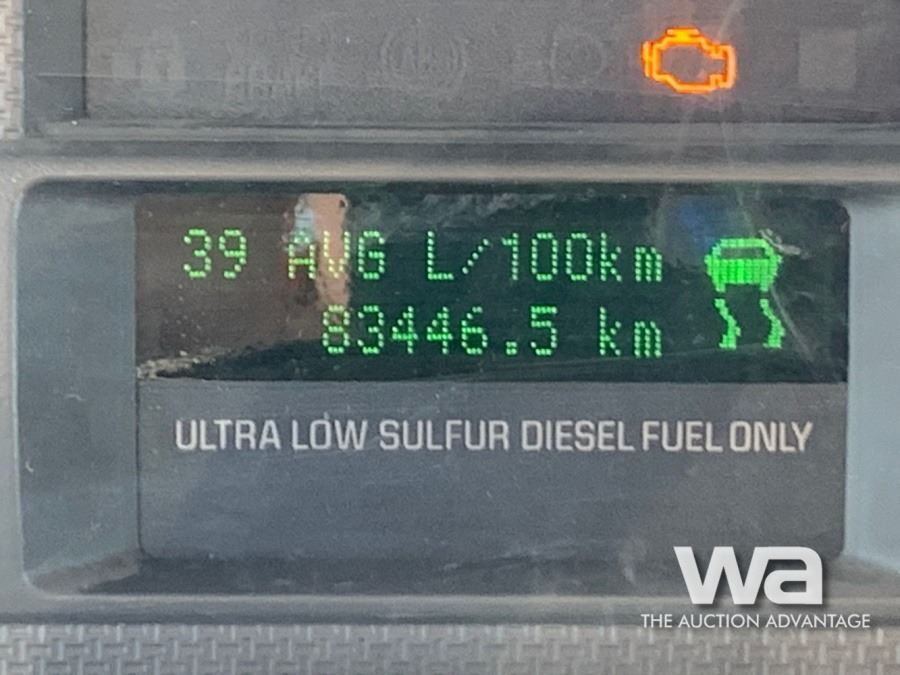 39 AVG L/100km
83446.5 km
ULTRA LOW SULFUR DIESEL FUEL ONLY
wa
THE AUCTION ADVANTAGE